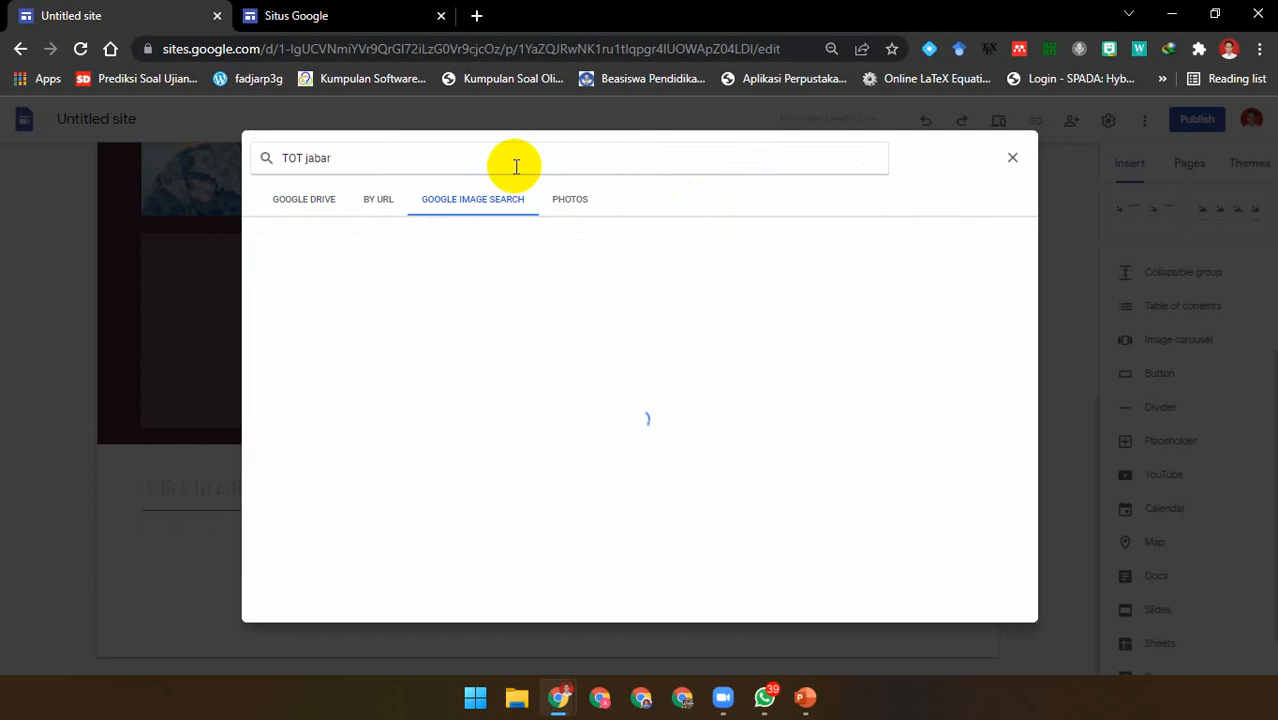 Untitled site
Situs Google
sites.google.com/d/1-IgUCVNmiYVr9QrGI72iLzG0Vr9cjcOz/p/1YaZQJRwNK1ru1tIqpgr4IUOWApZ04LDI/edit
Apps
Prediksi Soal Ujian...
fadjarp3g
Kumpulan Software...
Kumpulan Soal Oli...
Beasiswa Pendidika...
Aplikasi Perpustaka...
Online LaTeX Equati...
Login - SPADA: Hyb...
»
Reading list
Untitled site
Publish
TOT jabar
GOOGLE DRIVE
BY URL
GOOGLE IMAGE SEARCH
PHOTOS
Insert
Pages
Themes
Collapsible group
Table of contents
Image carousel
Button
Divider
Placeholder
YouTube
Calendar
Map
Docs
Slides
Sheets
Click to edi
39